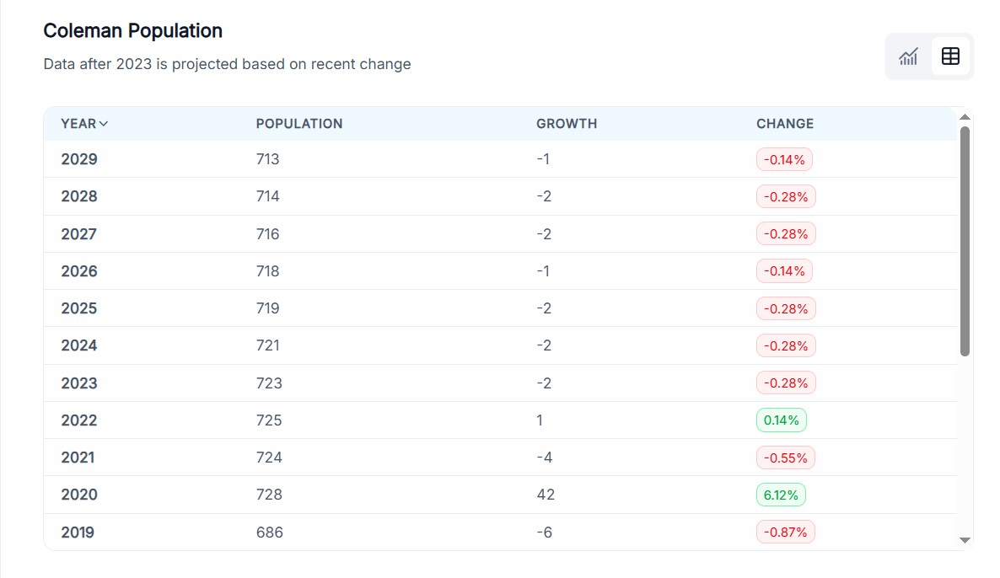 Coleman Population
Data after 2023 is projected based on recent change
YEAR POPULATION GROWTH CHANGE
2029 713 -1 -0.14%
2028 714 -2 -0.28%
2027 716 -2 -0.28%
2026 718 -1 -0.14%
2025 719 -2 -0.28%
2024 721 -2 -0.28%
2023 723 -2 -0.28%
2022 725 1 0.14%
2021 724 -4 -0.55%
2020 728 42 6.12%
2019 686 -6 -0.87%